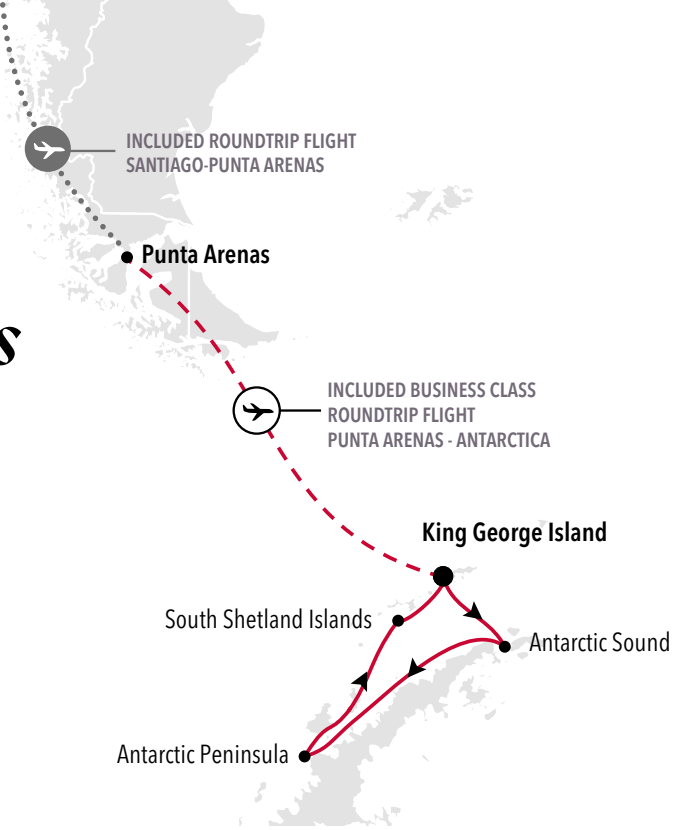 INCLUDED ROUNDTRIP FLIGHT
SANTIAGO-PUNTA ARENAS
Punta Arenas
s
INCLUDED BUSINESS CLASS
ROUNDTRIP FLIGHT
PUNTA ARENAS - ANTARCTICA
King George Island
South Shetland Islands
Antarctic Sound
Antarctic Peninsula